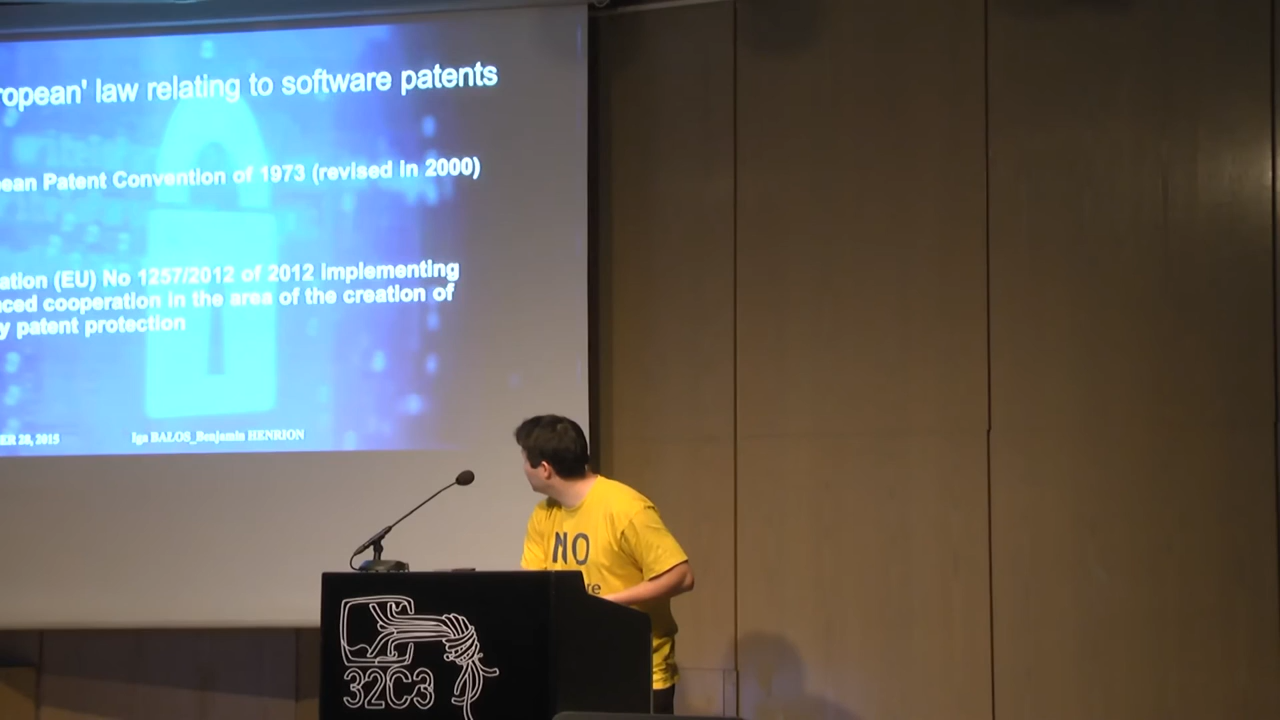 ropean' law relating to software patents
ean Patent Convention of 1973 (revised in 2000)
ation (EU) No 1257/2012 of 2012 implementing
ced cooperation in the area of the creation of
y patent protection
ER 28, 2015
Iga BALOS_Benjamin HENRION
NO
re
32C3